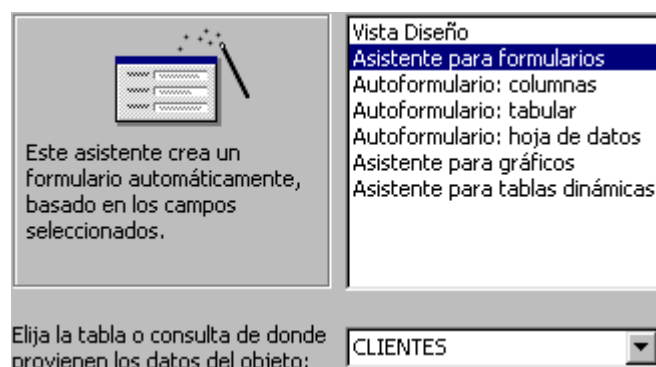 Este asistente crea un
formulario automáticamente,
basado en los campos
seleccionados.
Vista Diseño
Asistente para formularios
Autoformulario: columnas
Autoformulario: tabular
Autoformulario: hoja de datos
Asistente para gráficos
Asistente para tablas dinámicas
Elija la tabla o consulta de donde
provienen los datos del objeto:
CLIENTES